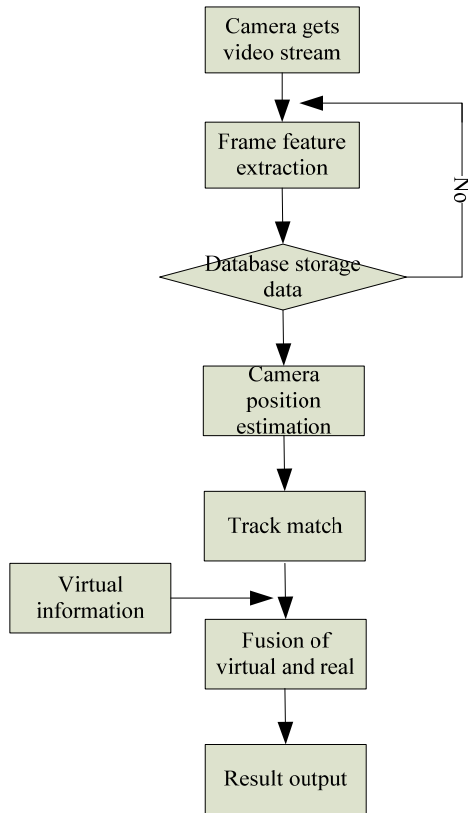 Camera gets
video stream
Frame feature
extraction
No
Database storage
data
Camera
position
estimation
Track match
Virtual
information
Fusion of
virtual and real
Result output